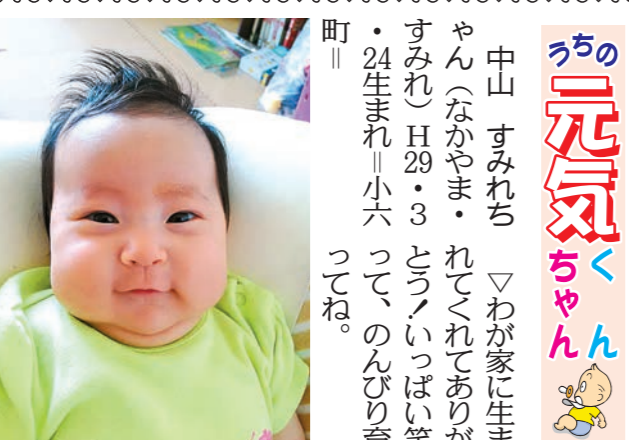 うちの
元気
くん
ちゃん
中山　すみれち
ゃん（なかやま・
すみれ）H29・3
・24生まれ＝小六
町＝
▽わが家に生ま
れてくれてありが
とう！いっぱい笑
って、のんびり育
ってね。